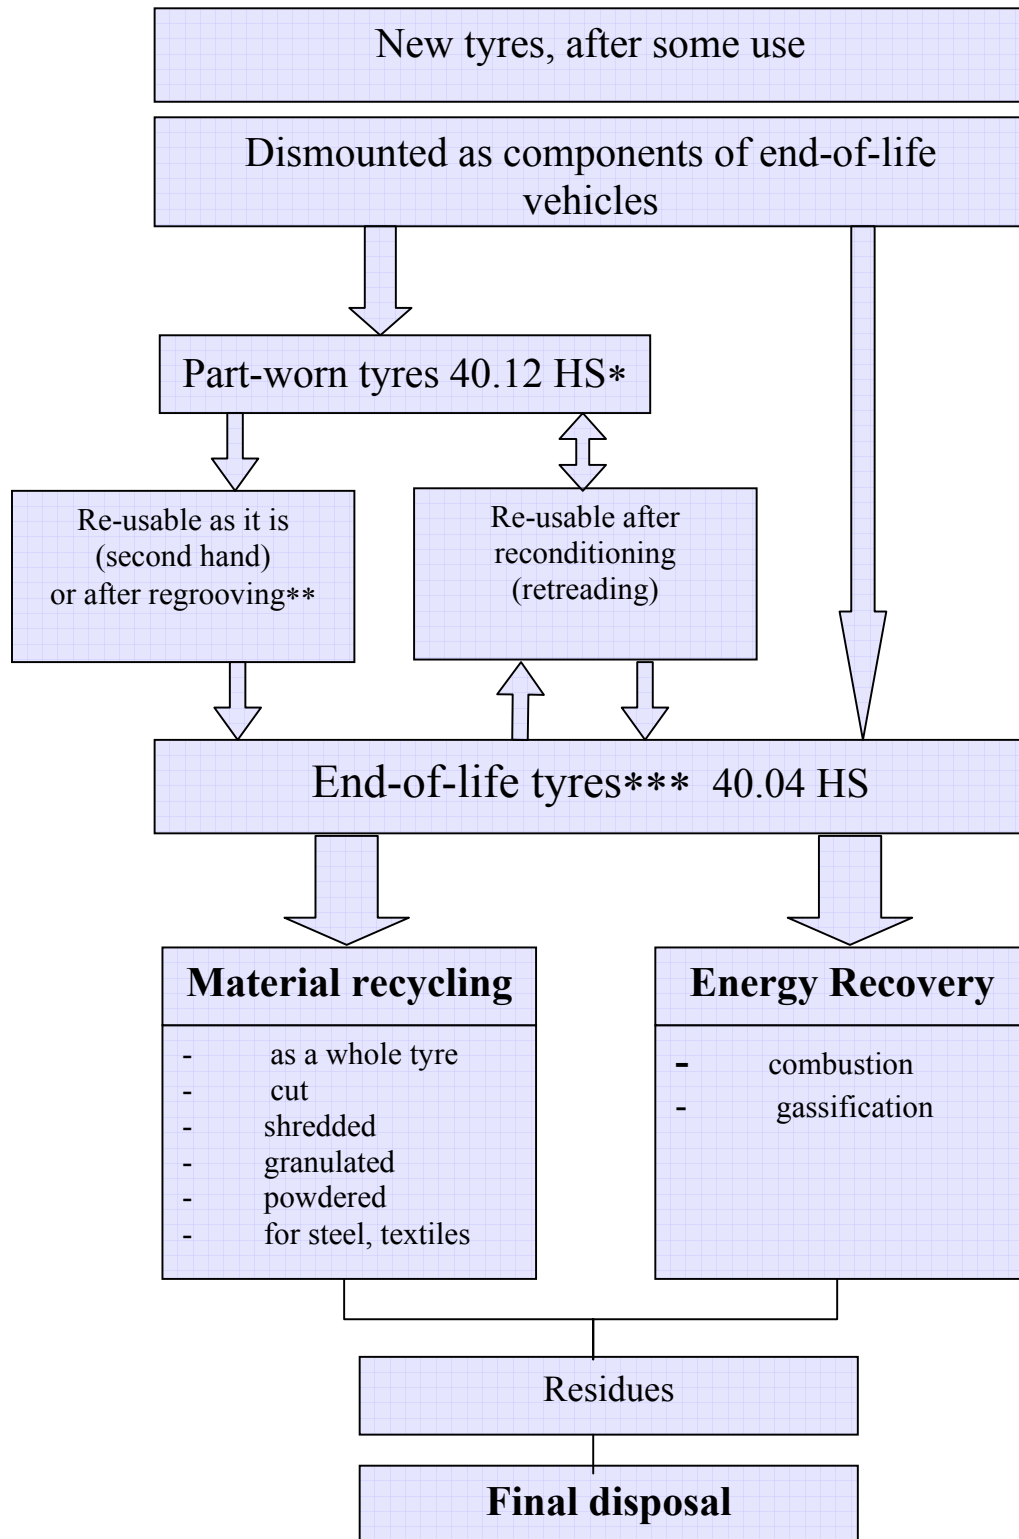 New tyres, after some use
Dismounted as components of end-of-life
vehicles
Part-worn tyres 40.12 HS*
Re-usable as it is
(second hand)
or after regrooving**
Re-usable after
reconditioning
(retreading)
End-of-life tyres*** 40.04 HS
Material recycling
- as a whole tyre
- cut
- shredded
- granulated
- powdered
- for steel, textiles
Energy Recovery
- combustion
- gassification
Residues
Final disposal